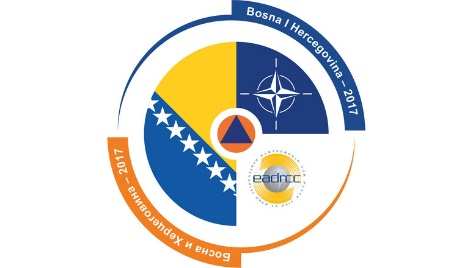 Bosna I Hercegovina – 2017
eadrcc
Босна и Херцеговина – 2017